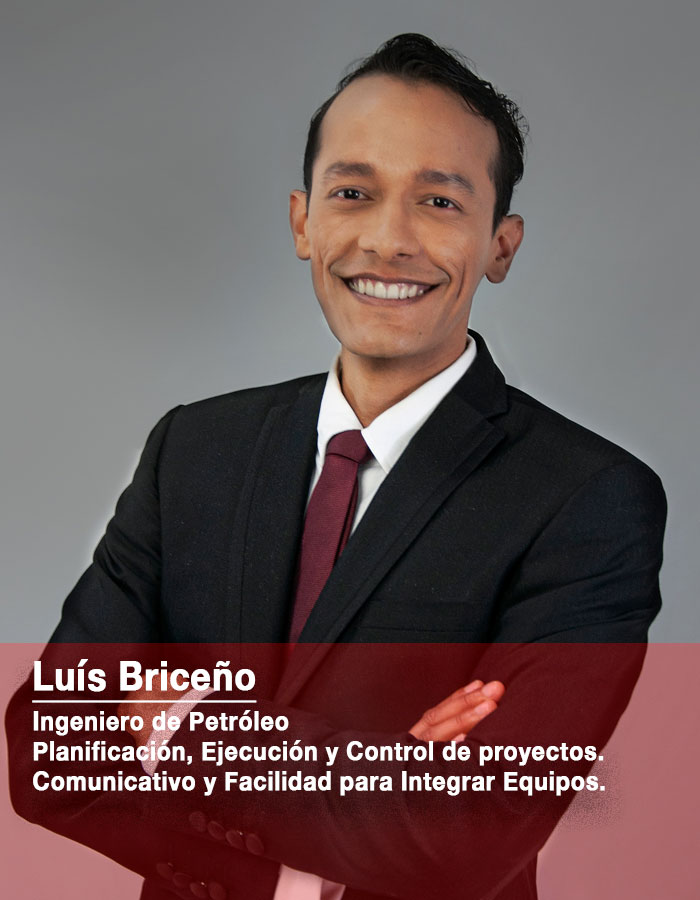 Luís Briceño
Ingeniero de Petróleo
Planificación, Ejecución y Control de proyectos.
Comunicativo y Facilidad para Integrar Equipos.